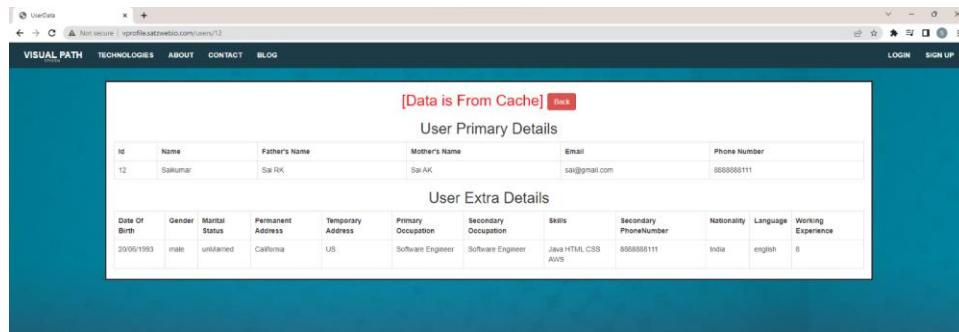 UserData
Not secure | vprofile.satzwebio.com/users/12
VISUAL PATH TECHNOLOGIES ABOUT CONTACT BLOG LOGIN SIGN UP
[Data is From Cache] Back
User Primary Details
Id Name Father's Name Mother's Name Email Phone Number
12 Saikumar Sai RK Sai AK sai@gmail.com 8888888111
User Extra Details
Date Of Birth Gender Marital Status Permanent Address Temporary Address Primary Occupation Secondary Occupation Skills Secondary PhoneNumber Nationality Language Working Experience
20/06/1993 male unMarried California US Software Engineer Software Engineer Java HTML CSS AWS 8888888111 India english 8